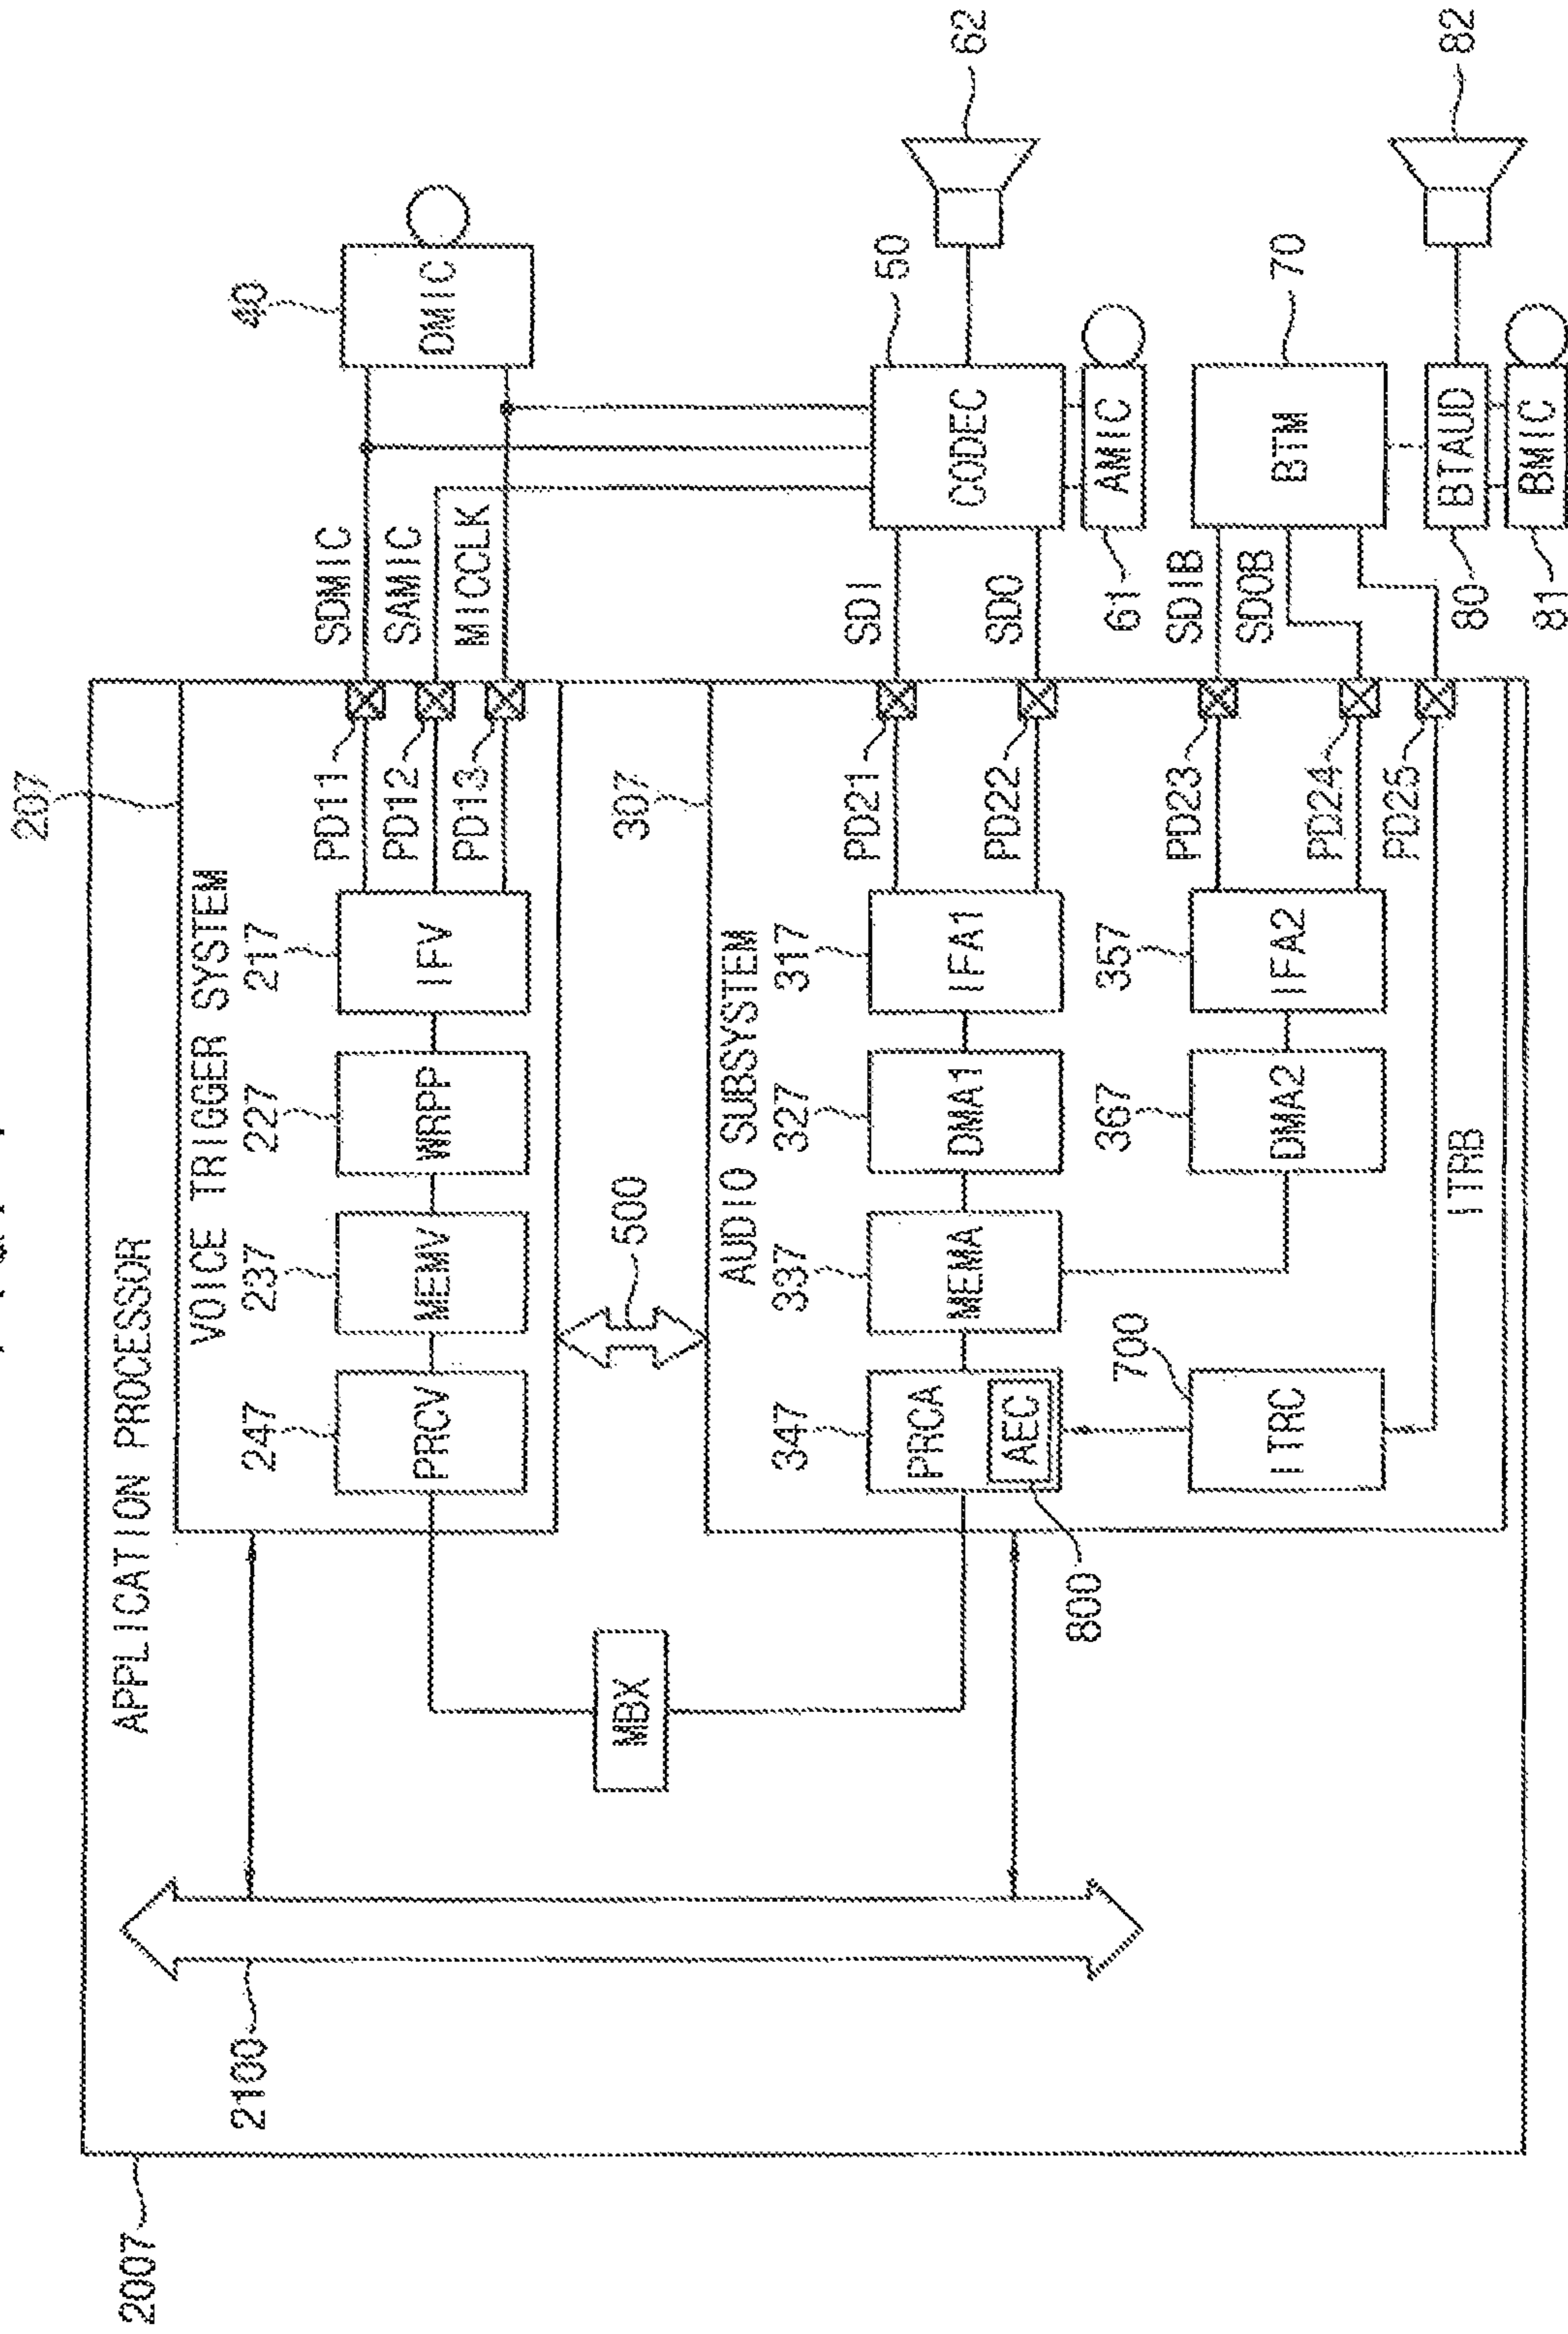 2007
APPLICATION PROCESSOR
2100
207
VOICE TRIGGER SYSTEM
247
237
227
217
PRCV
MEMV
WRPP
IFV
PD11
PD12
PD13
SDMIC
SAMIC
MICCLK
40
DMIC
MBX
500
307
AUDIO SUBSYSTEM
347
337
327
317
PRCA
AEC
800
MEMA
DMA1
IFA1
PD21
PD22
SDI
SDO
50
CODEC
62
61
AMIC
700
ITRC
367
357
DMA2
IFA2
PD23
PD24
PD25
ITRB
SDIB
SDOB
70
BTM
80
BTAUD
82
81
BMIC